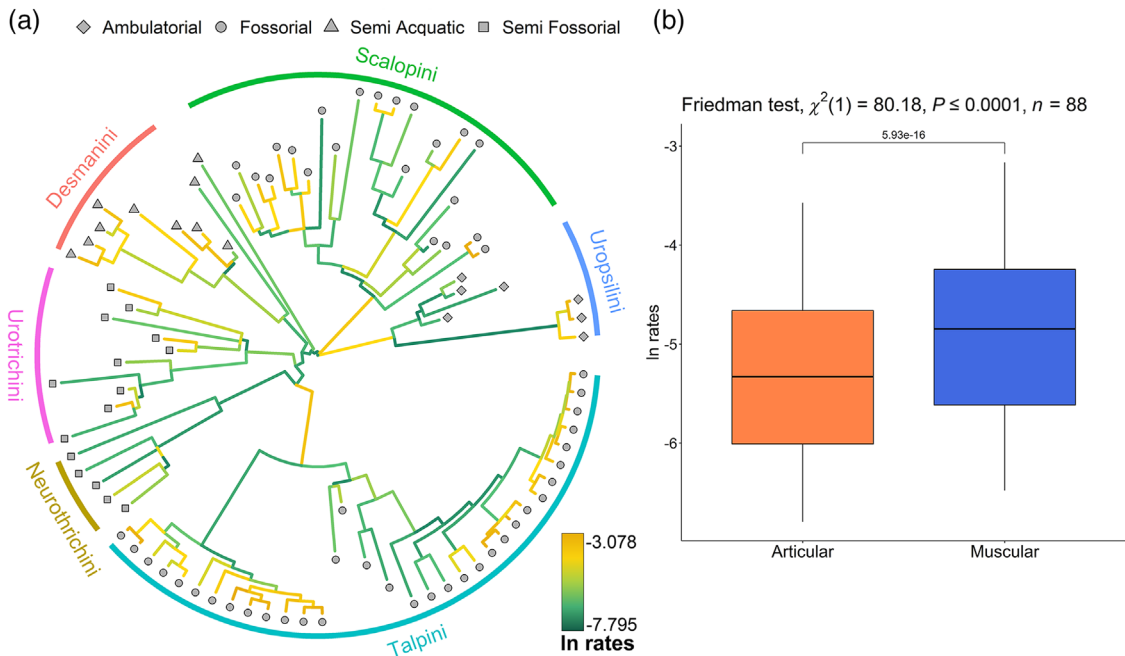 (a)
Ambulatorial Fossorial Semi Acquatic Semi Fossorial
Scalopini
Desmanini
Uropsilini
Urotrichini
Neurothrichini
Talpini
-3.078
-7.795
ln rates
(b)
Friedman test, χ²(1) = 80.18, P ≤ 0.0001, n = 88
5.93e-16
-3
-4
-5
-6
ln rates
Articular Muscular